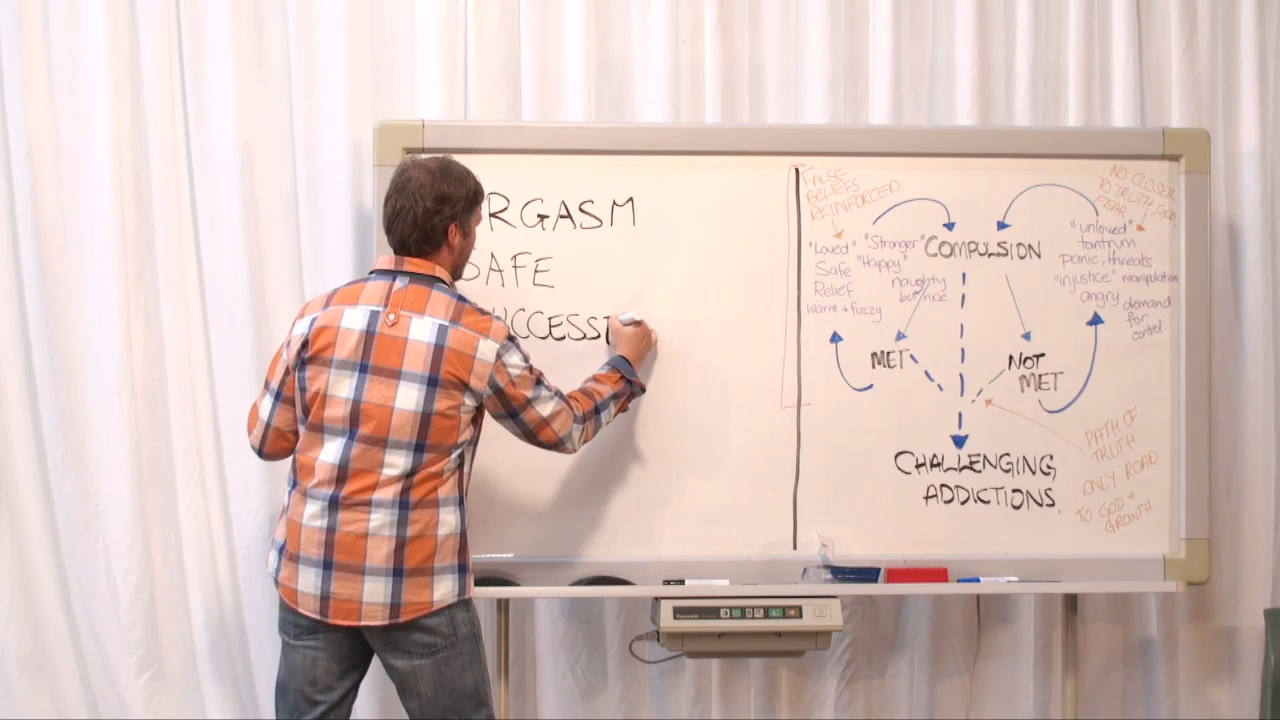 RGASM
SAFE
UCCESS
FALSE
BELIEFS
REINFORCED
"Loved" "Stronger"
Safe "Happy"
Relief naughty
but nice
warm + fuzzy
COMPULSION
NO CLOSER
TO TRUTH, GOD
FEAR
"unloved"
tantrum
panic, threats
"injustice" manipulation
angry demand
for
control.
MET
NOT
MET
CHALLENGING
ADDICTIONS.
PATH OF
TRUTH
ONLY ROAD
TO GOD +
GROWTH
Panasonic